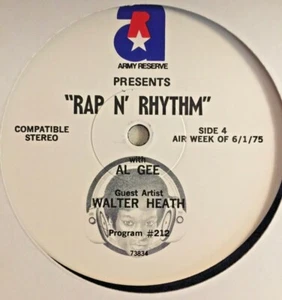 ARMY RESERVE
PRESENTS
"RAP N' RHYTHM"
COMPATIBLE STEREO
SIDE 4
AIR WEEK OF 6/1/75
with
AL GEE
Guest Artist
WALTER HEATH
Program #212
73834